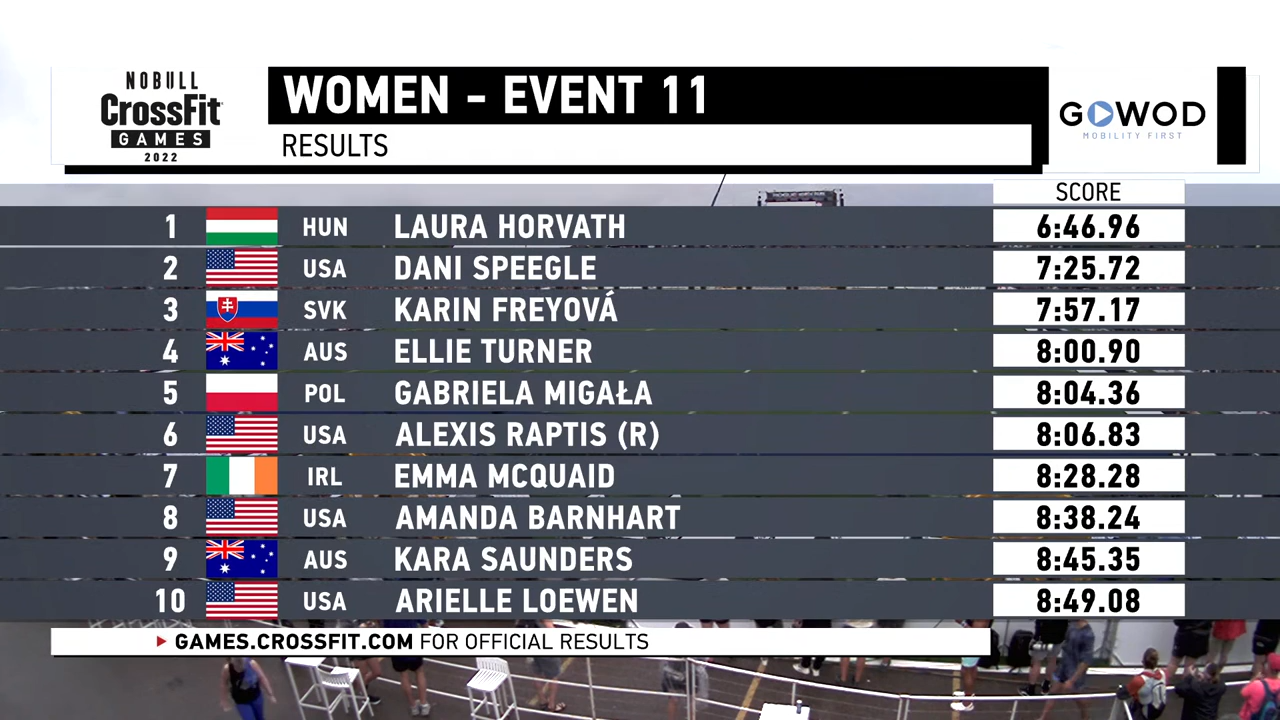 NOBULL
CrossFit
GAMES
2022
WOMEN - EVENT 11
RESULTS
GOWOD
MOBILITY FIRST
SCORE
1 HUN LAURA HORVATH 6:46.96
2 USA DANI SPEEGLE 7:25.72
3 SVK KARIN FREYOVÁ 7:57.17
4 AUS ELLIE TURNER 8:00.90
5 POL GABRIELA MIGAŁA 8:04.36
6 USA ALEXIS RAPTIS (R) 8:06.83
7 IRL EMMA MCQUAID 8:28.28
8 USA AMANDA BARNHART 8:38.24
9 AUS KARA SAUNDERS 8:45.35
10 USA ARIELLE LOEWEN 8:49.08
GAMES.CROSSFIT.COM FOR OFFICIAL RESULTS